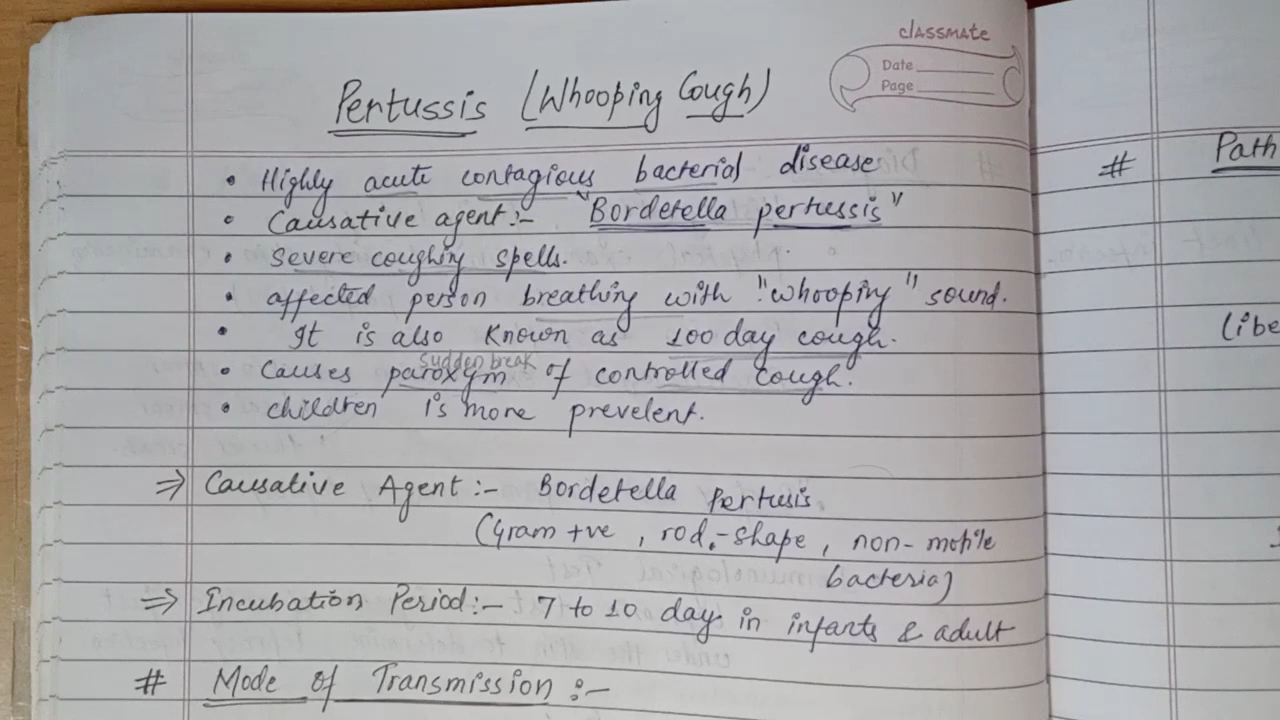 classmate
Date
Page
Pertussis (Whooping Cough)
• Highly acute contagious bacterial disease
• Causative agent:- "Bordetella pertussis"
• Severe coughing spells.
• affected person breathing with "whooping" sound.
• It is also known as 100 day cough.
sudden break
• Causes paroxym of controlled cough.
• children is more prevelent.
⇒ Causative Agent:- Bordetella Pertusis
(Gram +ve, rod-shape, non-motile
bacteria)
⇒ Incubation Period:- 7 to 10 day in infants & adult
# Mode of Transmission :-
# Path
(libe